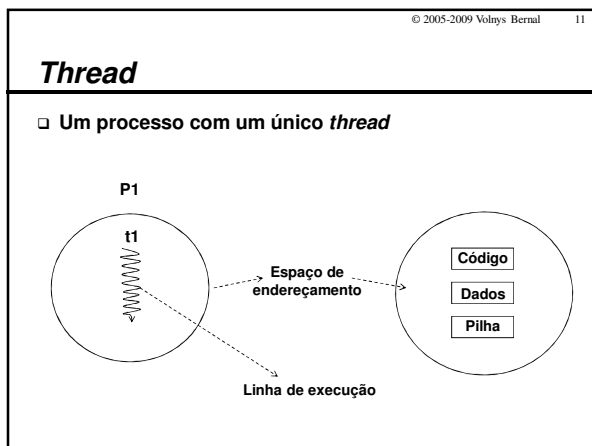 © 2005-2009 Volnys Bernal 11
Thread
❑ Um processo com um único thread
P1
t1
Espaço de
endereçamento
Código
Dados
Pilha
Linha de execução